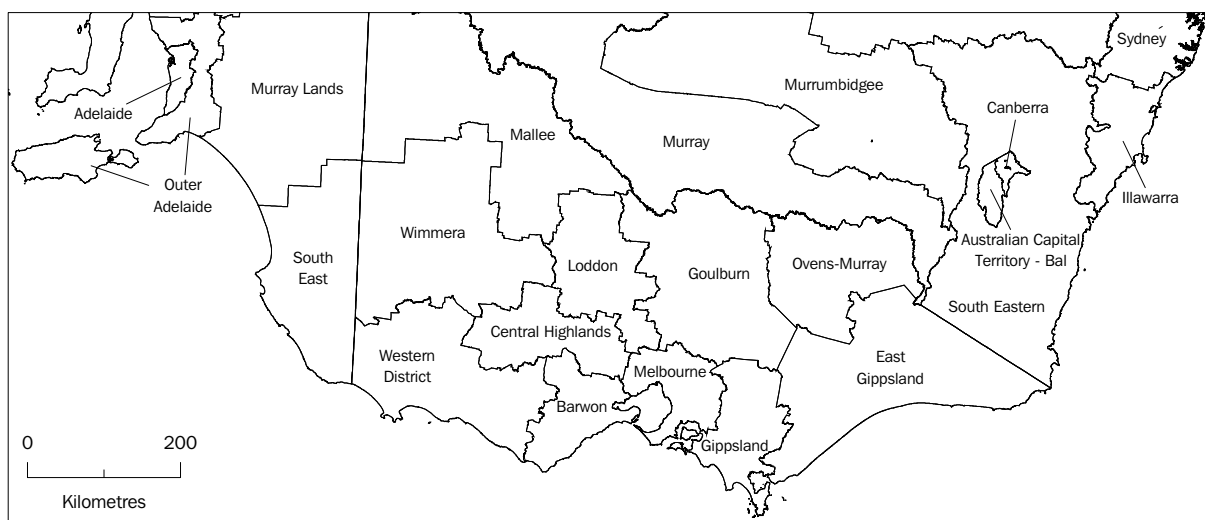 Sydney
Murray Lands
Murrumbidgee
Adelaide
Canberra
Mallee
Murray
Outer
Adelaide
Illawarra
Wimmera
Australian Capital
Territory - Bal
South
East
Loddon
Goulburn
Ovens-Murray
South Eastern
Central Highlands
Western
District
Melbourne
East
Gippsland
Barwon
Gippsland
0
200
Kilometres